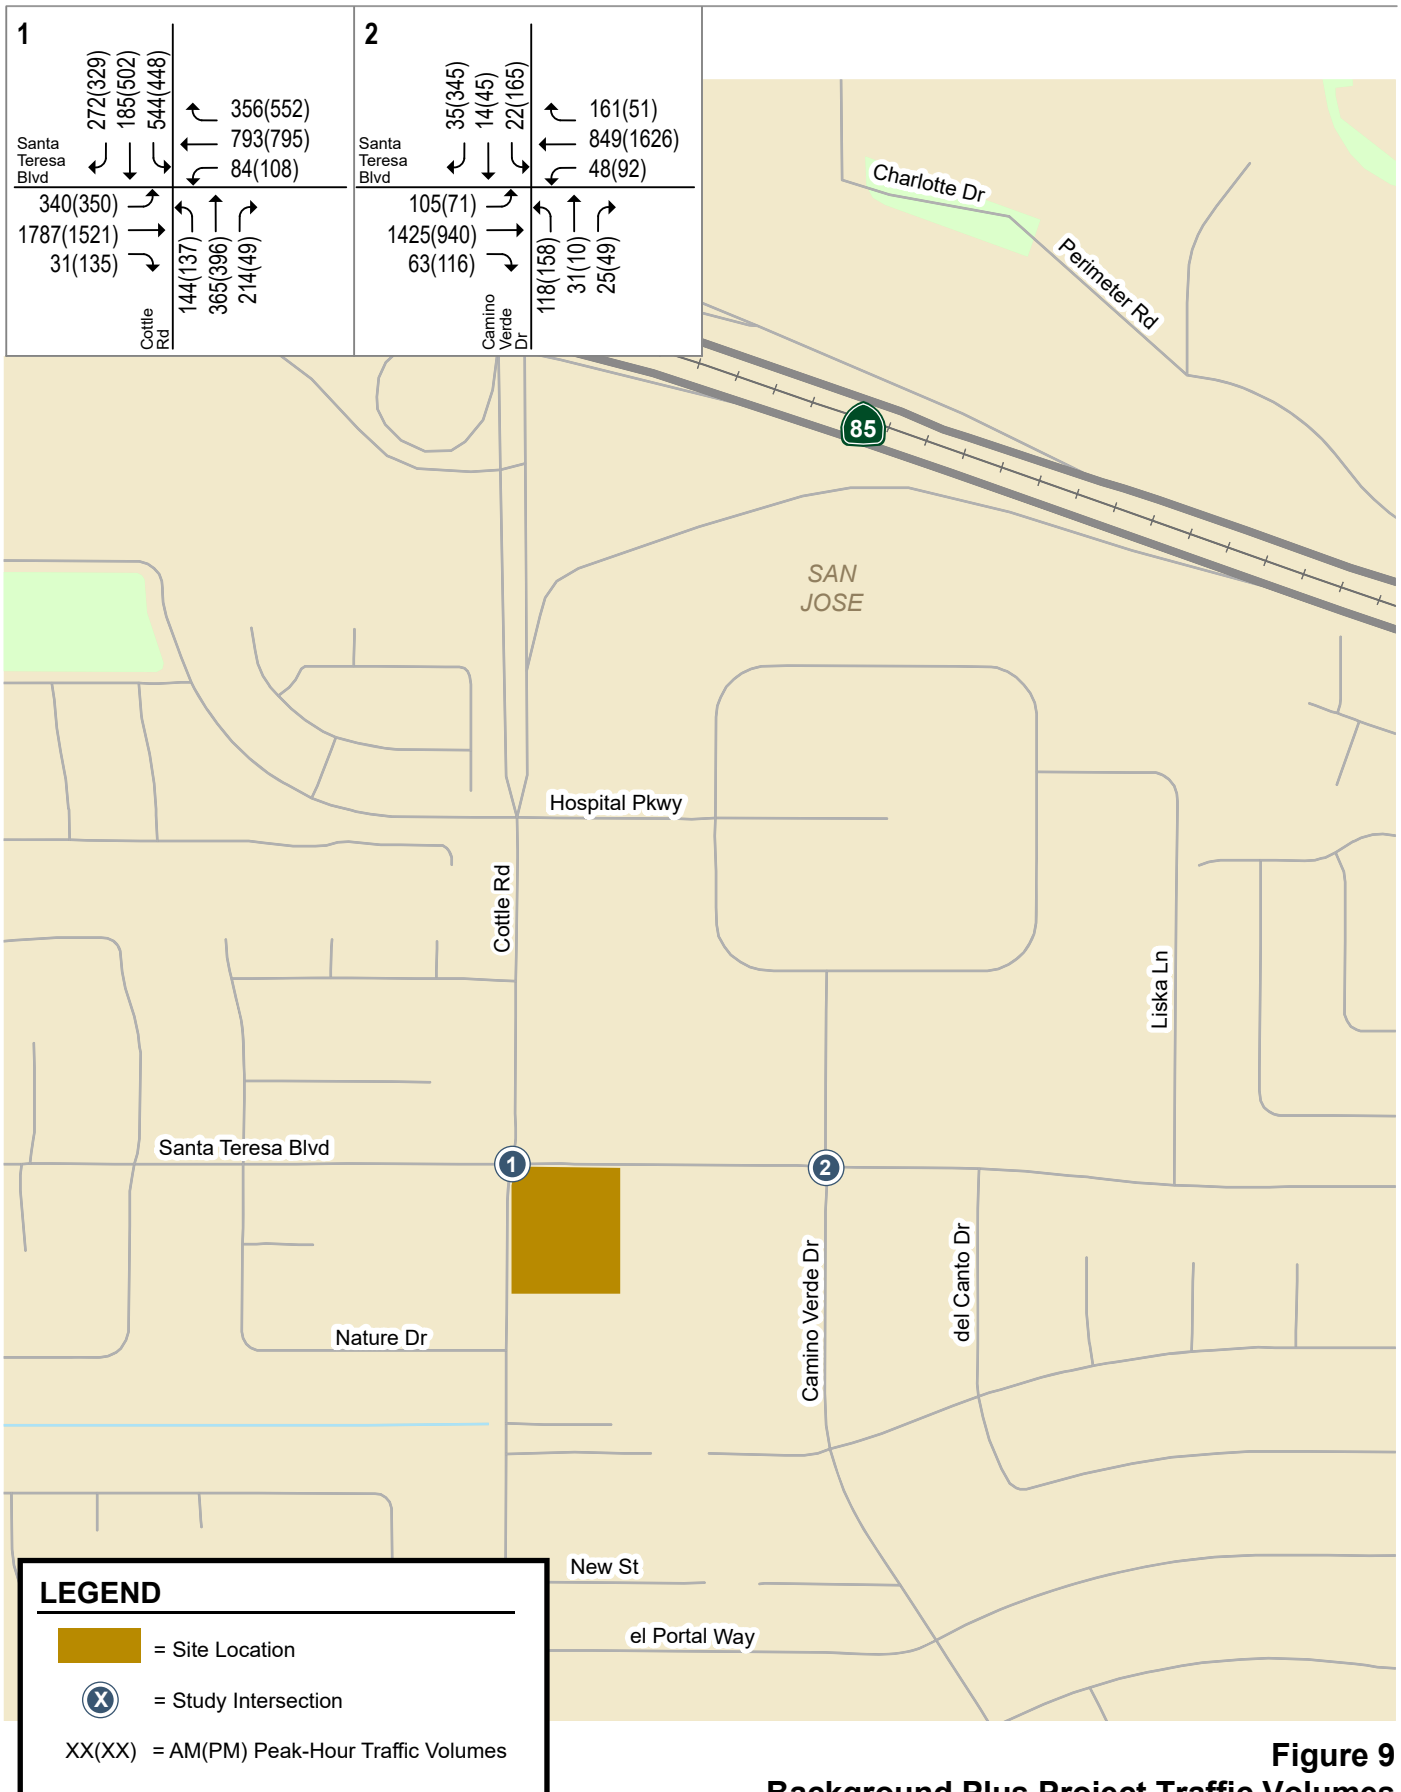 1
272(329)
185(502)
544(448)
356(552)
793(795)
84(108)
Santa
Teresa
Blvd
340(350)
1787(1521)
31(135)
144(137)
365(396)
214(49)
Cottle
Rd
2
35(345)
14(45)
22(165)
161(51)
849(1626)
48(92)
Santa
Teresa
Blvd
105(71)
1425(940)
63(116)
118(158)
31(10)
25(49)
Camino
Verde
Dr
Charlotte Dr
Perimeter Rd
85
SAN
JOSE
Hospital Pkwy
Cottle Rd
Liska Ln
Santa Teresa Blvd
1
2
Camino Verde Dr
del Canto Dr
Nature Dr
New St
el Portal Way
LEGEND
= Site Location
X = Study Intersection
XX(XX) = AM(PM) Peak-Hour Traffic Volumes
Figure 9
Background Plus Project Traffic Volumes